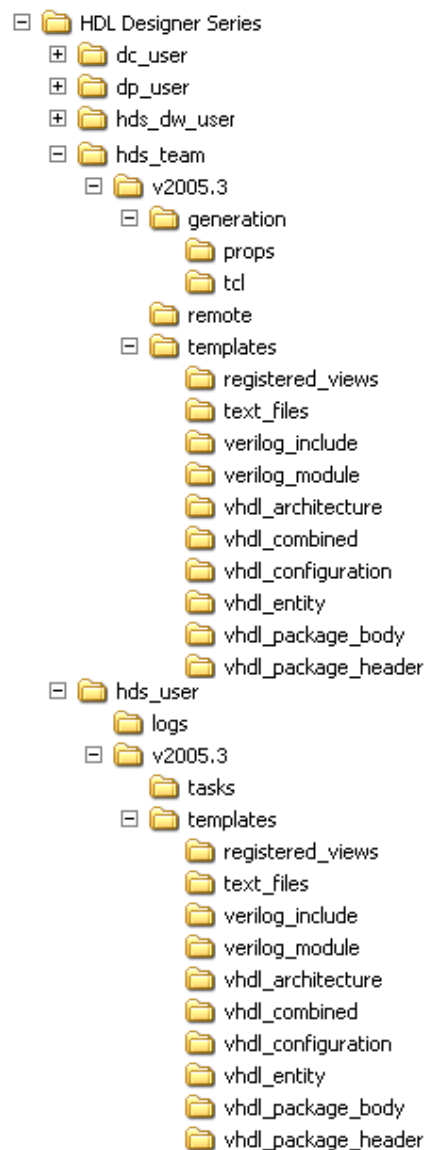 HDL Designer Series
dc_user
dp_user
hds_dw_user
hds_team
v2005.3
generation
props
tcl
remote
templates
registered_views
text_files
verilog_include
verilog_module
vhdl_architecture
vhdl_combined
vhdl_configuration
vhdl_entity
vhdl_package_body
vhdl_package_header
hds_user
logs
v2005.3
tasks
templates
registered_views
text_files
verilog_include
verilog_module
vhdl_architecture
vhdl_combined
vhdl_configuration
vhdl_entity
vhdl_package_body
vhdl_package_header